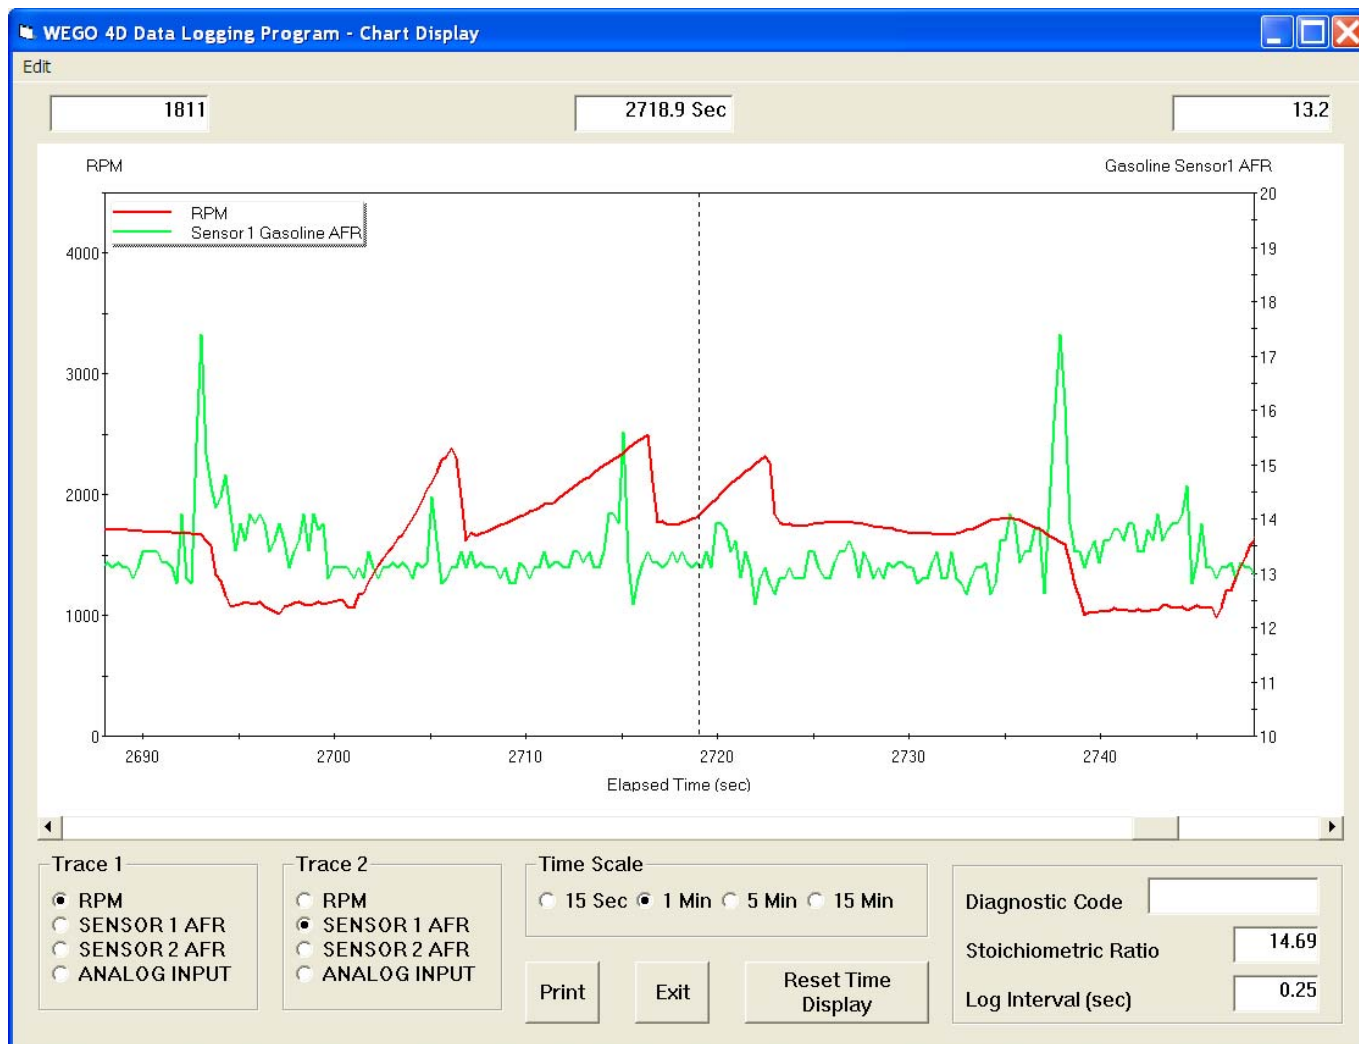 WEGO 4D Data Logging Program - Chart Display
Edit
1811 2718.9 Sec 13.2
RPM Gasoline Sensor1 AFR
RPM
Sensor1 Gasoline AFR
20
19
4000
18
17
3000
16
15
2000
14
13
1000
12
11
0 10
2690 2700 2710 2720 2730 2740
Elapsed Time (sec)
Trace 1 Trace 2 Time Scale
RPM RPM 15 Sec 1 Min 5 Min 15 Min Diagnostic Code
SENSOR 1 AFR SENSOR 1 AFR
SENSOR 2 AFR SENSOR 2 AFR Stoichiometric Ratio 14.69
ANALOG INPUT ANALOG INPUT
Print Exit Reset Time
Display
Log Interval (sec) 0.25